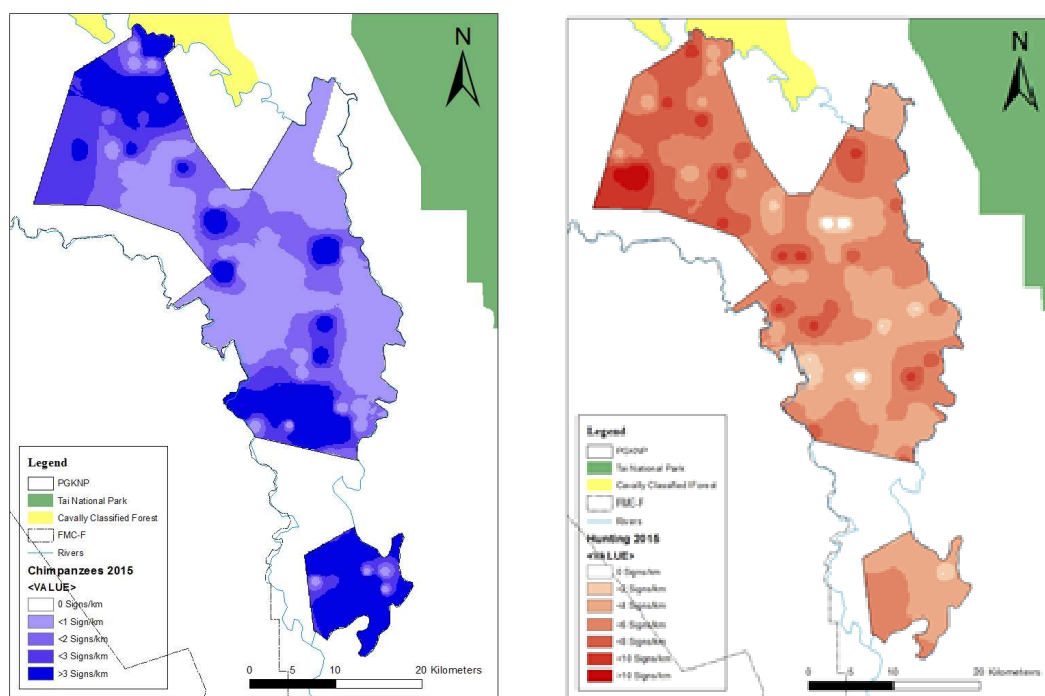 N
Legend
PGKNP
Tai National Park
Cavally Classified Forest
FMC-F
Rivers
Chimpanzees 2015
<VALUE>
0 Signs/km
<1 Sign/km
<2 Signs/km
<3 Signs/km
>3 Signs/km
0 5 10 20 Kilometers
N
Legend
PGKNP
Tai National Park
Cavally Classified Forest
FMC-F
Rivers
Hunting 2015
<VALUE>
0 Signs/km
<2 Signs/km
<4 Signs/km
<6 Signs/km
<8 Signs/km
<10 Signs/km
>10 Signs/km
0 5 10 20 Kilometers